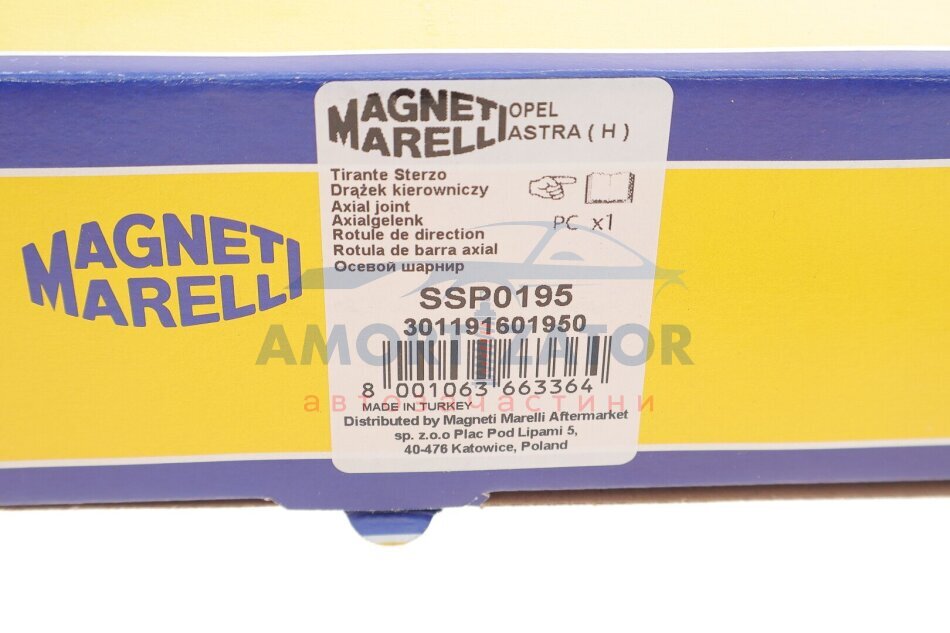 MAGNETI
MARELLI
MAGNETI
MARELLI
OPEL
ASTRA ( H )
Tirante Sterzo
Drążek kierowniczy
Axial joint
Axialgelenk
Rotule de direction
Rotula de barra axial
Осевой шарнир
PC x1
SSP0195
301191601950
AMORTIZATOR
8 001063 663364
автозапчастини
MADE IN TURKEY
Distributed by Magneti Marelli Aftermarket
sp. z.o.o Plac Pod Lipami 5,
40-476 Katowice, Poland